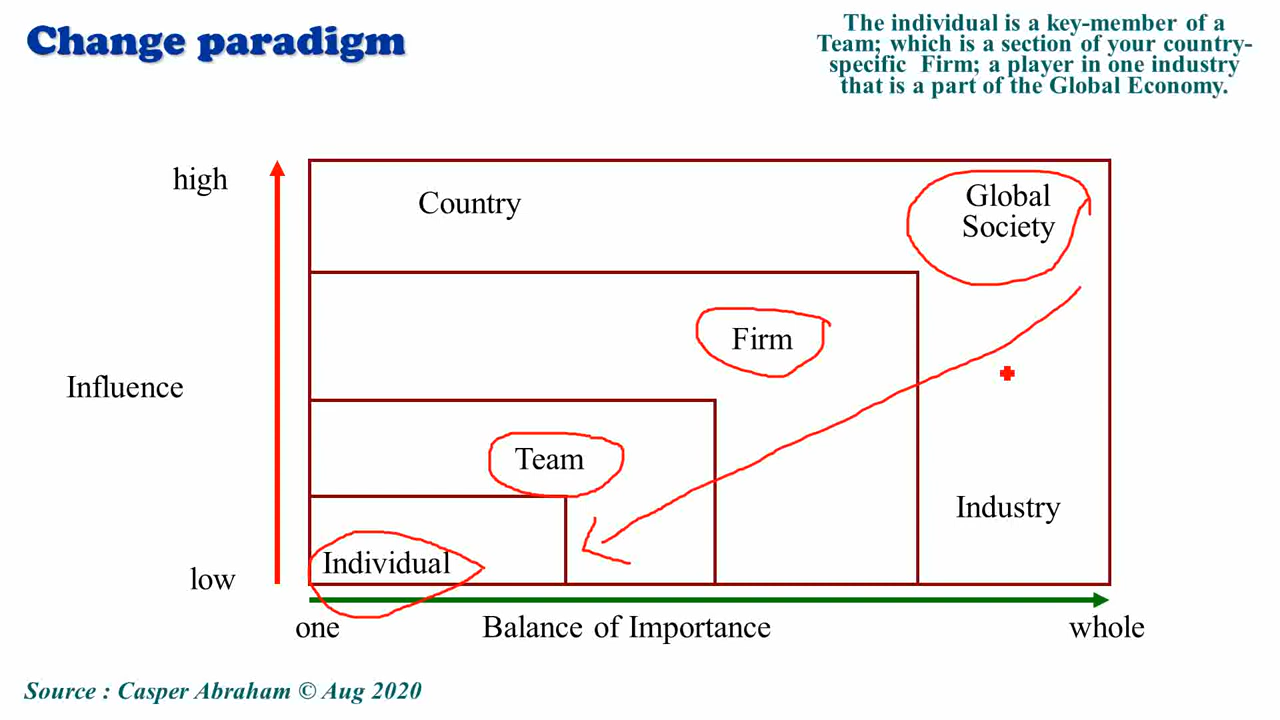 Change paradigm
The individual is a key-member of a
Team; which is a section of your country-
specific Firm; a player in one industry
that is a part of the Global Economy.
high
Country
Global
Society
Firm
Influence
Team
Industry
Individual
low
one
Balance of Importance
whole
Source : Casper Abraham © Aug 2020